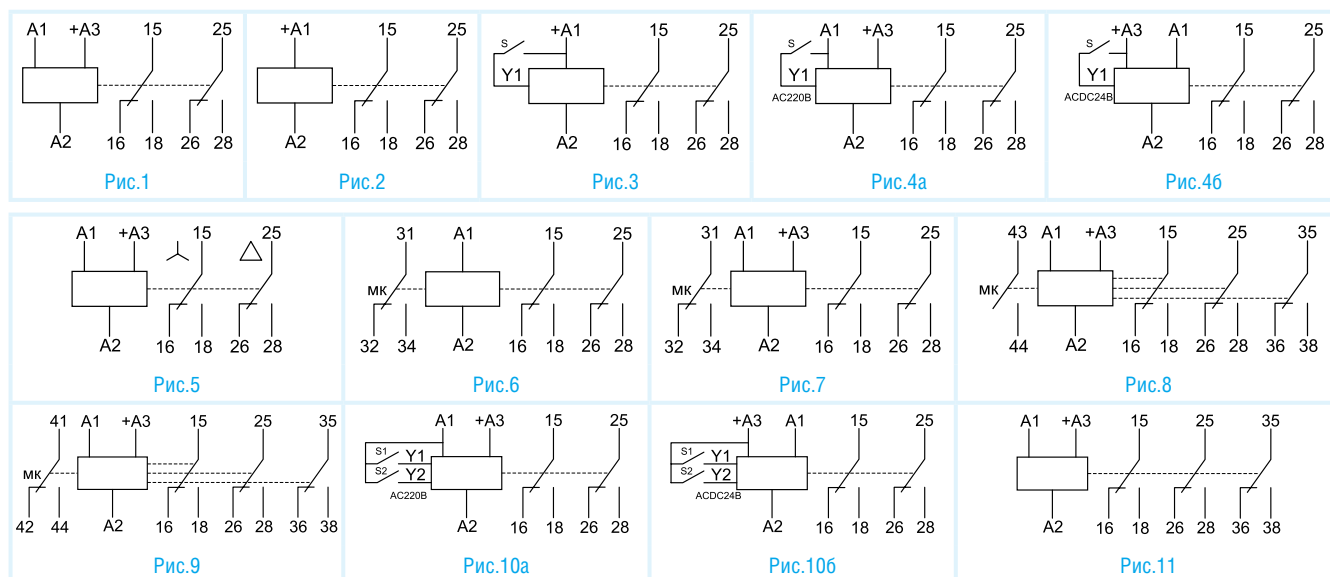 A1 +A3 15 25
A2 16 18 26 28
Рис.1
+A1 15 25
A2 16 18 26 28
Рис.2
S +A1 15 25
Y1
A2 16 18 26 28
Рис.3
S A1 +A3 15 25
Y1
AC220В
A2 16 18 26 28
Рис.4а
S +A3 A1 15 25
Y1
ACDC24В
A2 16 18 26 28
Рис.4б
A1 +A3 15 25
A2 16 18 26 28
Рис.5
31 A1 15 25
мк
32 34 A2 16 18 26 28
Рис.6
31 A1 +A3 15 25
мк
32 34 A2 16 18 26 28
Рис.7
43 A1 +A3 15 25 35
мк
44 A2 16 18 26 28 36 38
Рис.8
41 A1 +A3 15 25 35
мк
42 44 A2 16 18 26 28 36 38
Рис.9
A1 +A3 15 25
S1 Y1
S2 Y2
AC220В
A2 16 18 26 28
Рис.10а
+A3 A1 15 25
S1 Y1
S2 Y2
ACDC24В
A2 16 18 26 28
Рис.10б
A1 +A3 15 25 35
A2 16 18 26 28 36 38
Рис.11